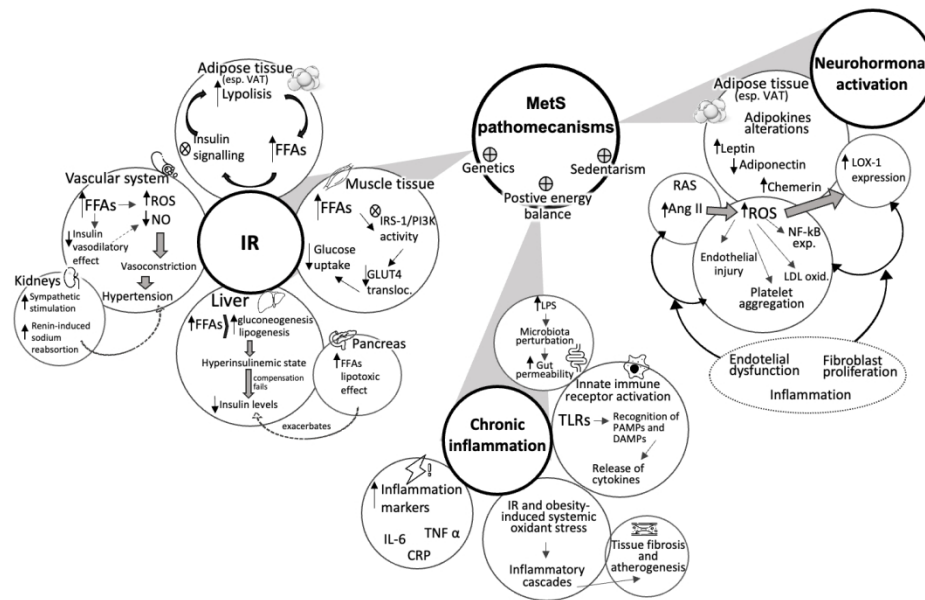 MetS
pathomecanisms
Genetics
Sedentarism
Postive energy
balance
Adipose tissue
(esp. VAT)
↑ Lypolisis
Insulin
signalling
↑FFAs
Vascular system
↑FFAs
↑ROS
↓NO
↓ Insulin
vasodilatory
effect
Vasoconstriction
Hypertension
Kidneys
↑ Sympathetic
stimulation
↑ Renin-induced
sodium
reabsortion
IR
Muscle tissue
↑FFAs
IRS-1/PI3K
activity
↓ Glucose
uptake
↓GLUT4
transloc.
Liver
↑FFAs
↑gluconeogenesis
lipogenesis
Hyperinsulinemic state
compensation
fails
↓Insulin levels
Pancreas
↑FFAs
lipotoxic
effect
exacerbates
Chronic
inflammation
↑LPS
Microbiota
perturbation
↑ Gut
permeability
Innate immune
receptor activation
TLRs
Recognition of
PAMPs and
DAMPs
Release of
cytokines
↑ Inflammation
markers
IL-6
TNF α
CRP
IR and obesity-
induced systemic
oxidant stress
Inflammatory
cascades
Tissue fibrosis
and
atherogenesis
Neurohormona
activation
Adipose tissue
(esp. VAT)
Adipokines
alterations
↑Leptin
↓Adiponectin
↑Chemerin
↑ LOX-1
expression
RAS
↑Ang II
↑ROS
NF-kB
exp.
Endothelial
injury
LDL oxid.
Platelet
aggregation
Endotelial
dysfunction
Fibroblast
proliferation
Inflammation